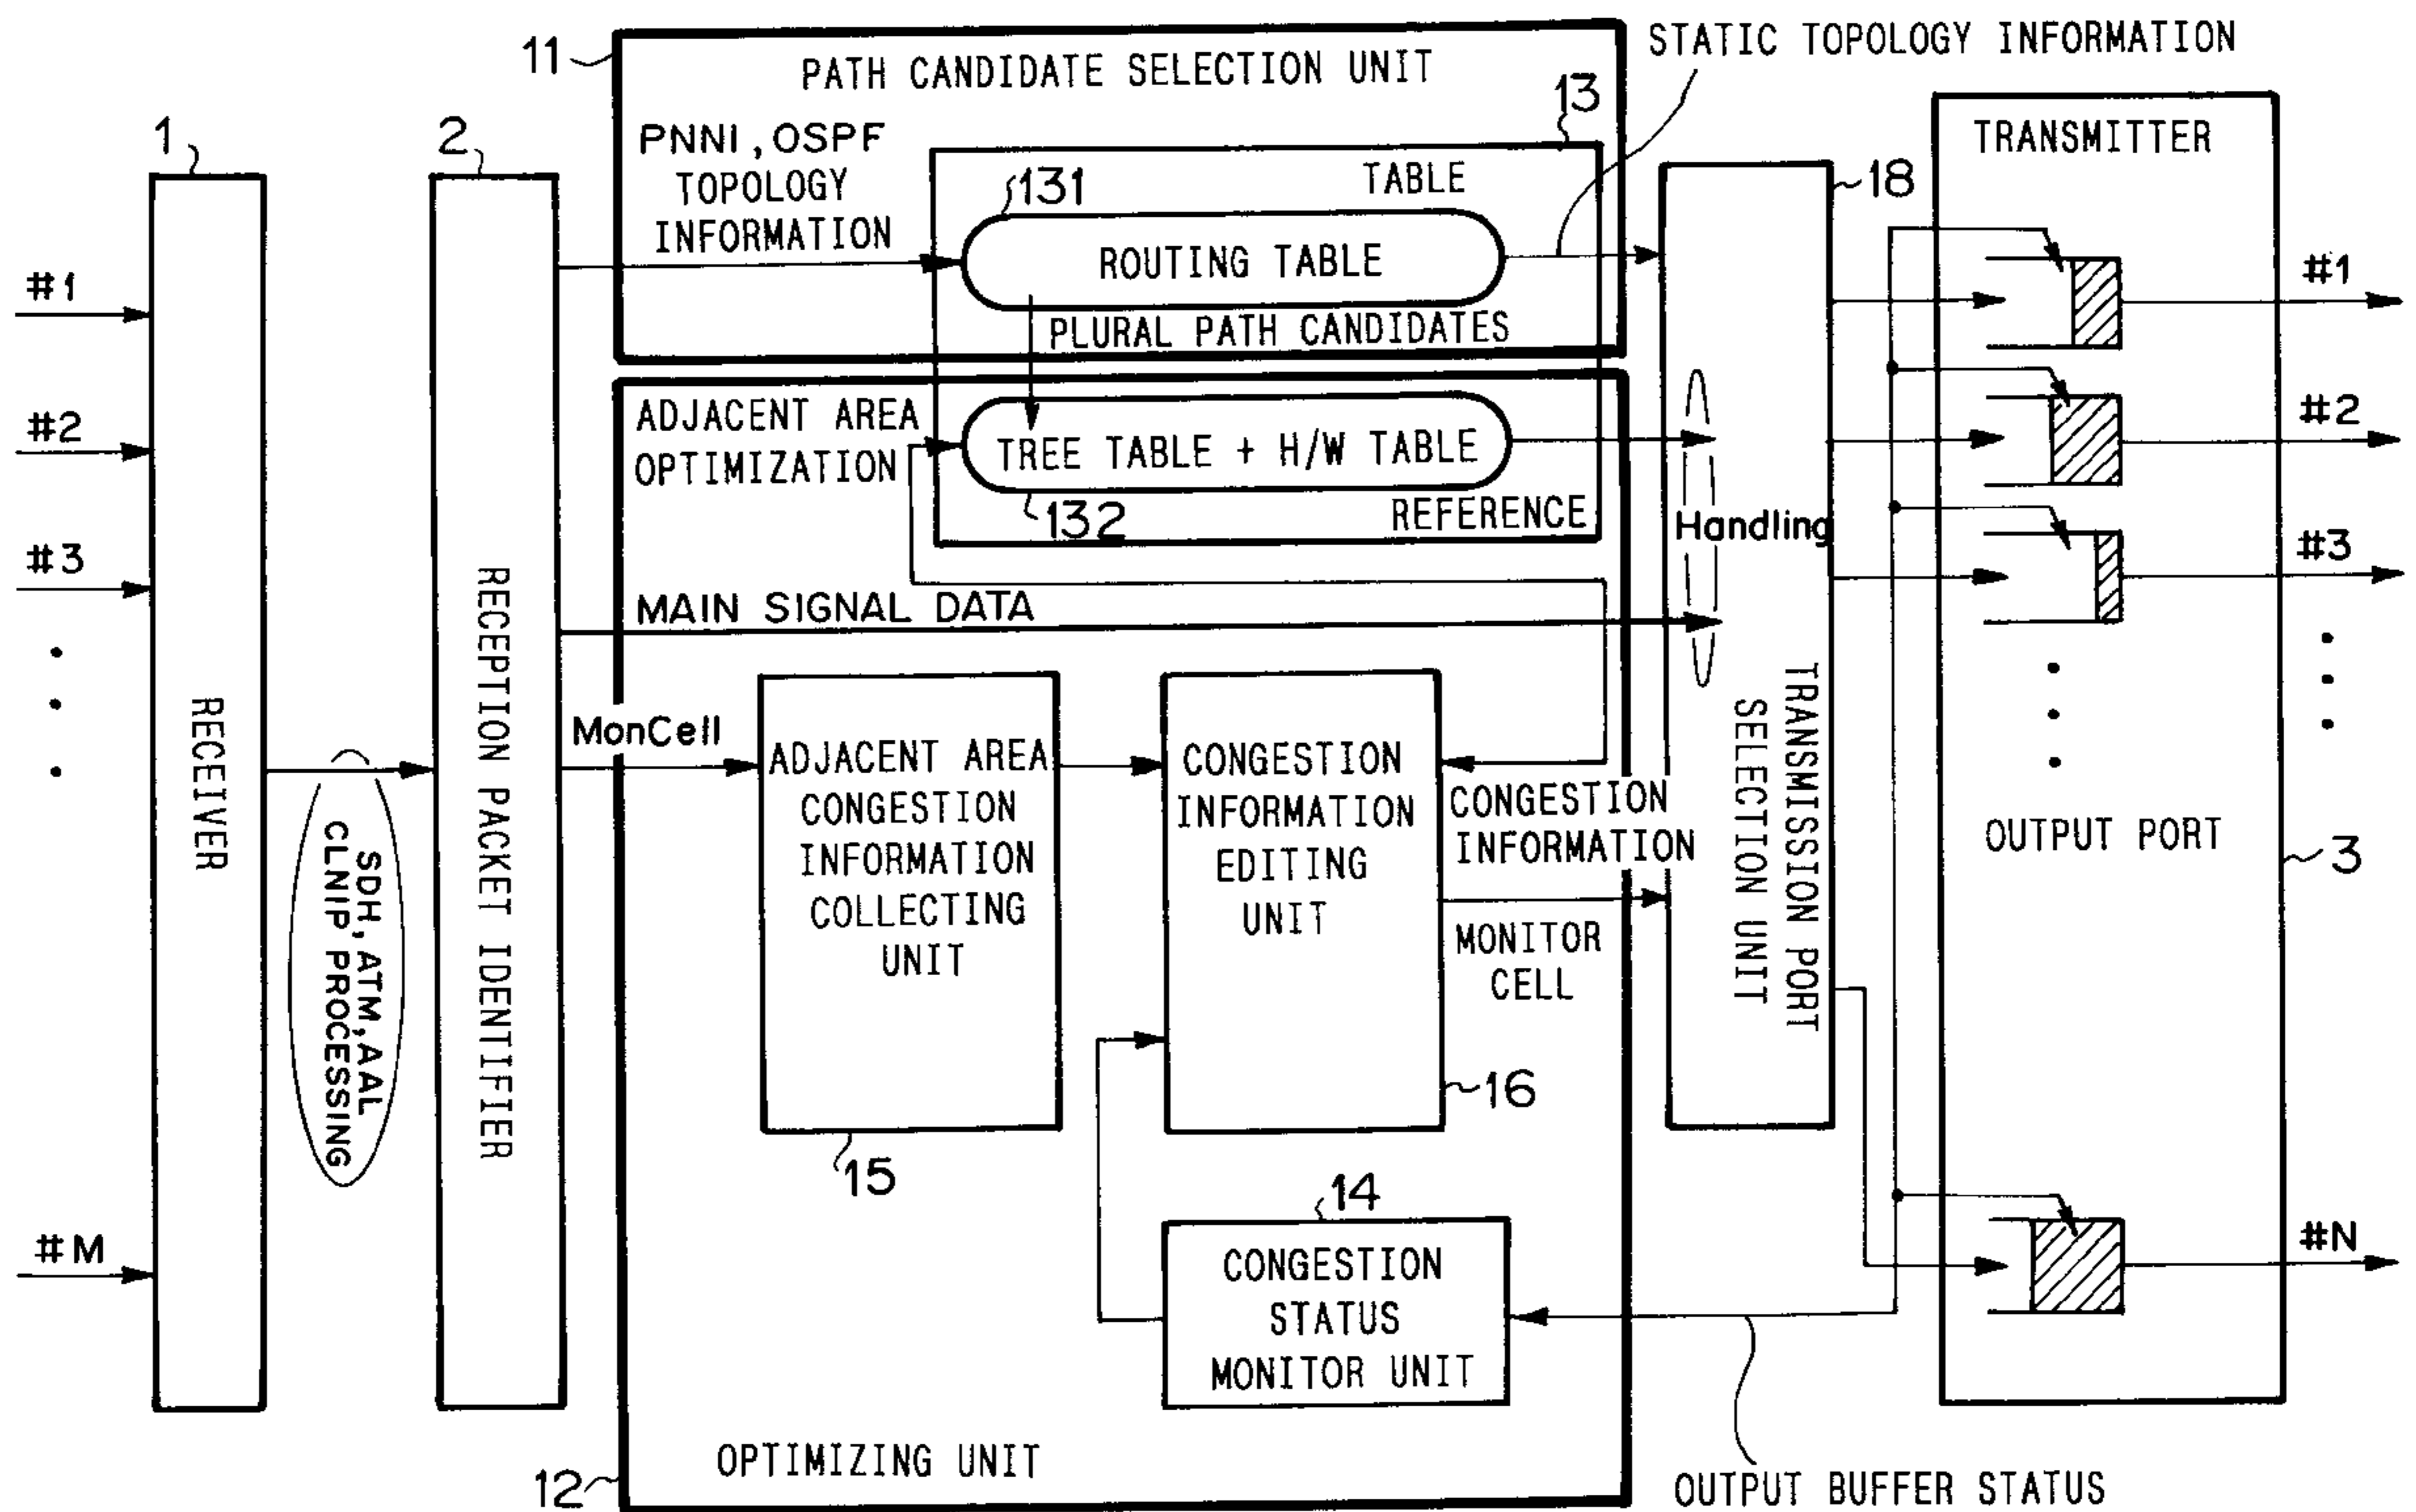 11
PATH CANDIDATE SELECTION UNIT
STATIC TOPOLOGY INFORMATION
13
1
2
PNNI, OSPF
TOPOLOGY
INFORMATION
131
TABLE
ROUTING TABLE
PLURAL PATH CANDIDATES
18
TRANSMITTER
#1
#2
#3
#M
RECEIVER
SDH, ATM, AAL
CLNIP PROCESSING
RECEPTION PACKET IDENTIFIER
ADJACENT AREA
OPTIMIZATION
TREE TABLE + H/W TABLE
132
REFERENCE
Handling
MAIN SIGNAL DATA
MonCell
ADJACENT AREA
CONGESTION
INFORMATION
COLLECTING
UNIT
15
CONGESTION
INFORMATION
EDITING
UNIT
16
CONGESTION
INFORMATION
MONITOR
CELL
TRANSMISSION PORT
SELECTION UNIT
14
CONGESTION
STATUS
MONITOR UNIT
OPTIMIZING UNIT
12
OUTPUT PORT
3
#1
#2
#3
#N
OUTPUT BUFFER STATUS